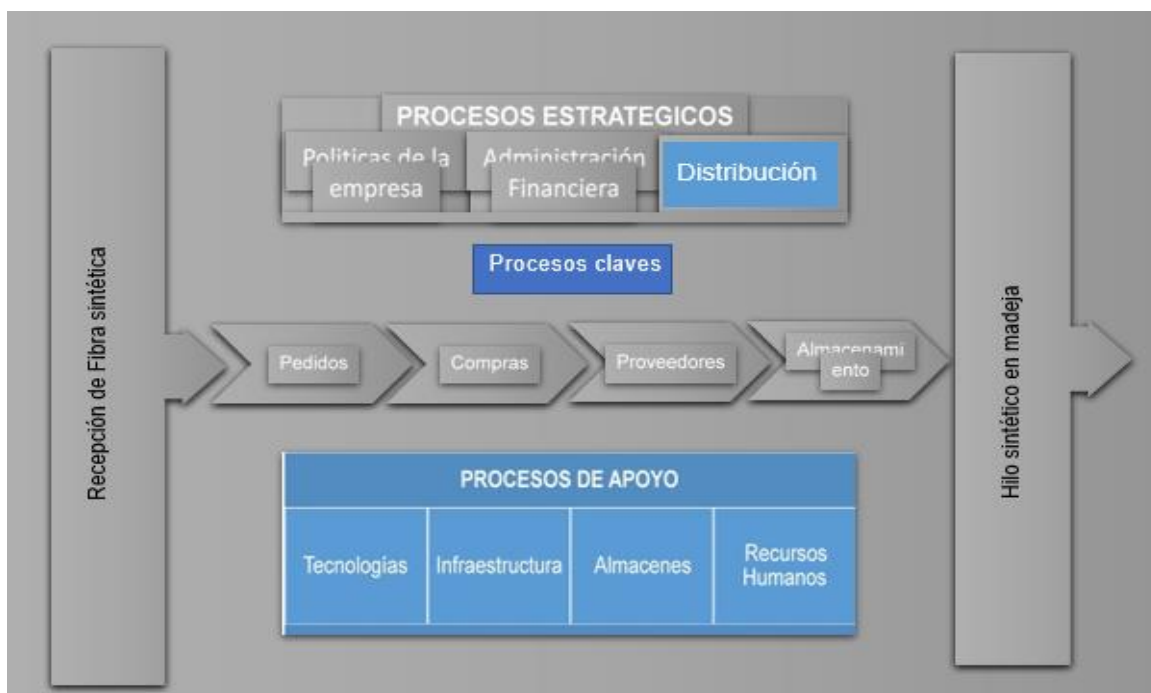 Recepción de Fibra sintética
PROCESOS ESTRATEGICOS
Politicas de la
empresa
Administración
Financiera
Distribución
Procesos claves
Pedidos
Compras
Proveedores
Almacenami
ento
PROCESOS DE APOYO
Tecnologías
Infraestructura
Almacenes
Recursos
Humanos
Hilo sintético en madeja